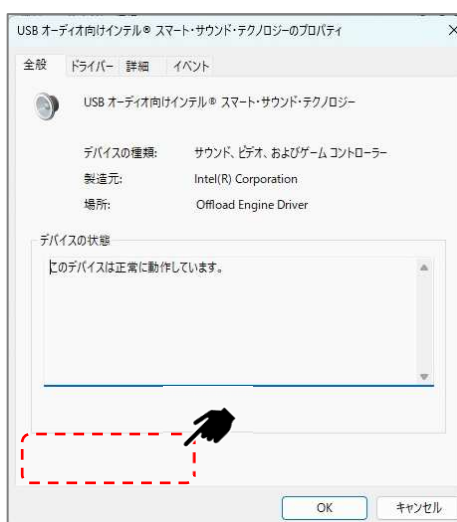 USB オーディオ向けインテル® スマート・サウンド・テクノロジーのプロパティ
全般 ドライバー 詳細 イベント
USB オーディオ向けインテル® スマート・サウンド・テクノロジー
デバイスの種類: サウンド、ビデオ、およびゲーム コントローラー
製造元: Intel(R) Corporation
場所: Offload Engine Driver
デバイスの状態
このデバイスは正常に動作しています。
OK キャンセル